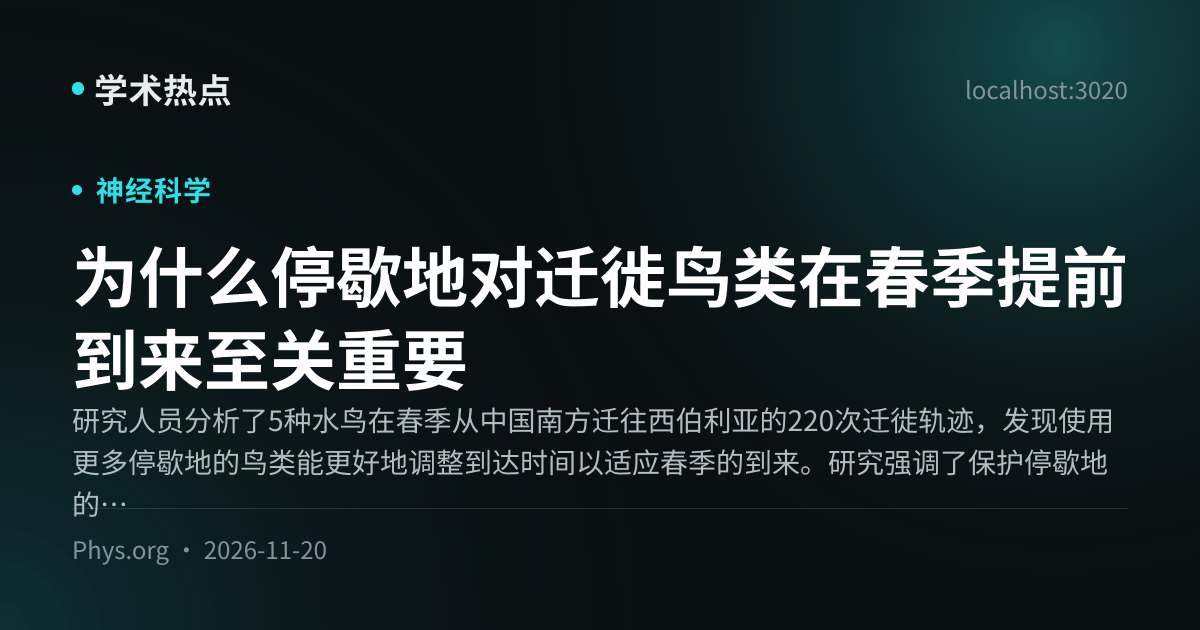 学术热点
localhost:3020
神经科学
为什么停歇地对迁徙鸟类在春季提前
到来至关重要
研究人员分析了5种水鸟在春季从中国南方迁往西伯利亚的220次迁徙轨迹，发现使用
更多停歇地的鸟类能更好地调整到达时间以适应春季的到来。研究强调了保护停歇地
的…
Phys.org • 2026-11-20